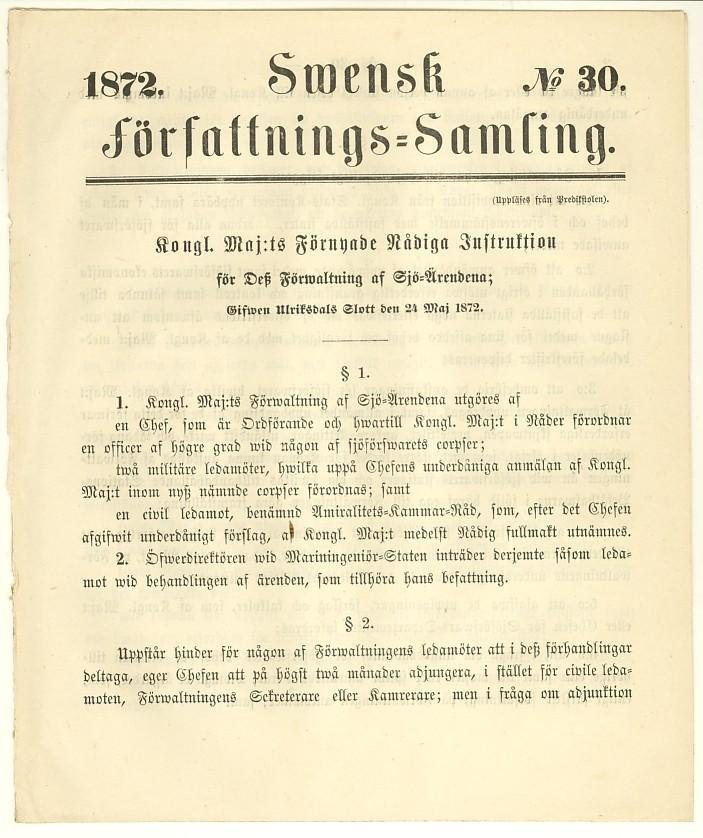 1872. Swensk № 30.
Författnings-Samling.
(Uppläses från Predikstolen).
Kongl. Maj:ts Förnyade Nådiga Instruktion
för Deß Förwaltning af Sjö-Ärendena;
Gifwen Ulriksdals Slott den 24 Maj 1872.
§ 1.
1. Kongl. Maj:ts Förwaltning af Sjö-Ärendena utgöres af
en Chef, som är Ordförande och hwartill Kongl. Maj:t i Nåder förordnar
en officer af högre grad wid någon af sjöförswarets corpser;
twå militäre ledamöter, hwilka uppå Chefens underdåniga anmälan af Kongl.
Maj:t inom nyß nämnde corpser förordnas; samt
en civil ledamot, benämnd Amiralitets-Kammar-Råd, som, efter det Chefen
afgifwit underdånigt förslag, af Kongl. Maj:t medelst Nådig fullmakt utnämnes.
2. Öfwerdirektören wid Mariningeniör-Staten inträder derjemte såsom leda-
mot wid behandlingen af ärenden, som tillhöra hans befattning.
§ 2.
Uppstår hinder för någon af Förwaltningens ledamöter att i deß förhandlingar
deltaga, eger Chefen att på högst twå månader adjungera, i stället för civile leda-
moten, Förwaltningens Sekreterare eller Kamrerare; men i fråga om adjunktion